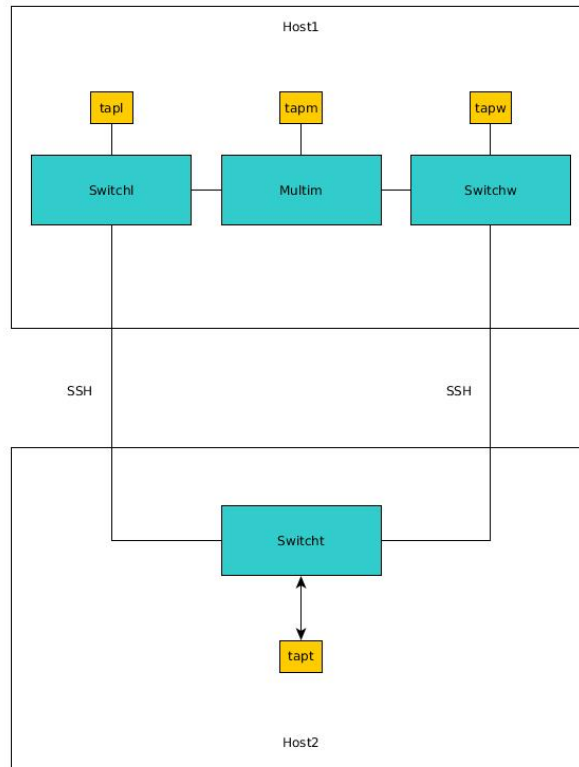 Host1
tapl
tapm
tapw
Switchl
Multim
Switchw
SSH
SSH
Switcht
tapt
Host2